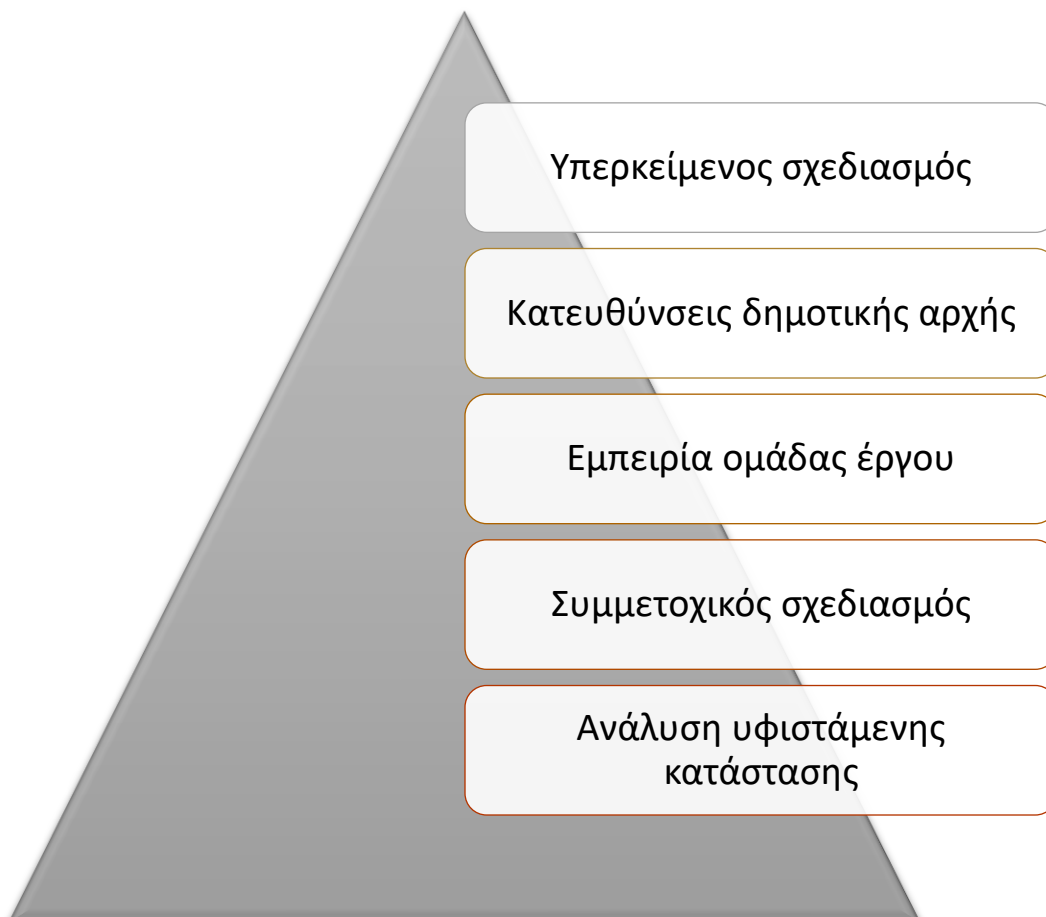 Υπερκείμενος σχεδιασμός
Κατευθύνσεις δημοτικής αρχής
Εμπειρία ομάδας έργου
Συμμετοχικός σχεδιασμός
Ανάλυση υφιστάμενης
κατάστασης